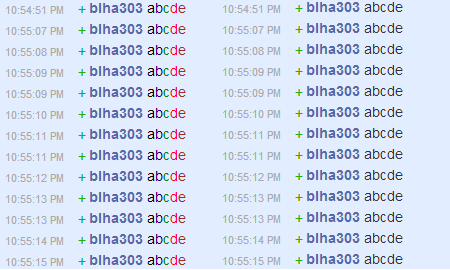 10:54:51 PM + blha303 abcde 10:54:51 PM + blha303 abcde
10:55:07 PM + blha303 abcde 10:55:07 PM + blha303 abcde
10:55:08 PM + blha303 abcde 10:55:08 PM + blha303 abcde
10:55:09 PM + blha303 abcde 10:55:09 PM + blha303 abcde
10:55:09 PM + blha303 abcde 10:55:09 PM + blha303 abcde
10:55:10 PM + blha303 abcde 10:55:10 PM + blha303 abcde
10:55:11 PM + blha303 abcde 10:55:11 PM + blha303 abcde
10:55:11 PM + blha303 abcde 10:55:11 PM + blha303 abcde
10:55:12 PM + blha303 abcde 10:55:12 PM + blha303 abcde
10:55:13 PM + blha303 abcde 10:55:13 PM + blha303 abcde
10:55:13 PM + blha303 abcde 10:55:13 PM + blha303 abcde
10:55:14 PM + blha303 abcde 10:55:14 PM + blha303 abcde
10:55:15 PM + blha303 abcde 10:55:15 PM + blha303 abcde